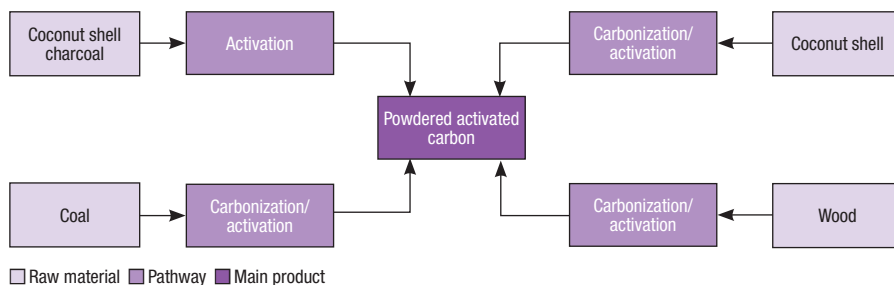 Coconut shell
charcoal
Activation
Carbonization/
activation
Coconut shell
Powdered activated
carbon
Coal
Carbonization/
activation
Carbonization/
activation
Wood
Raw material
Pathway
Main product